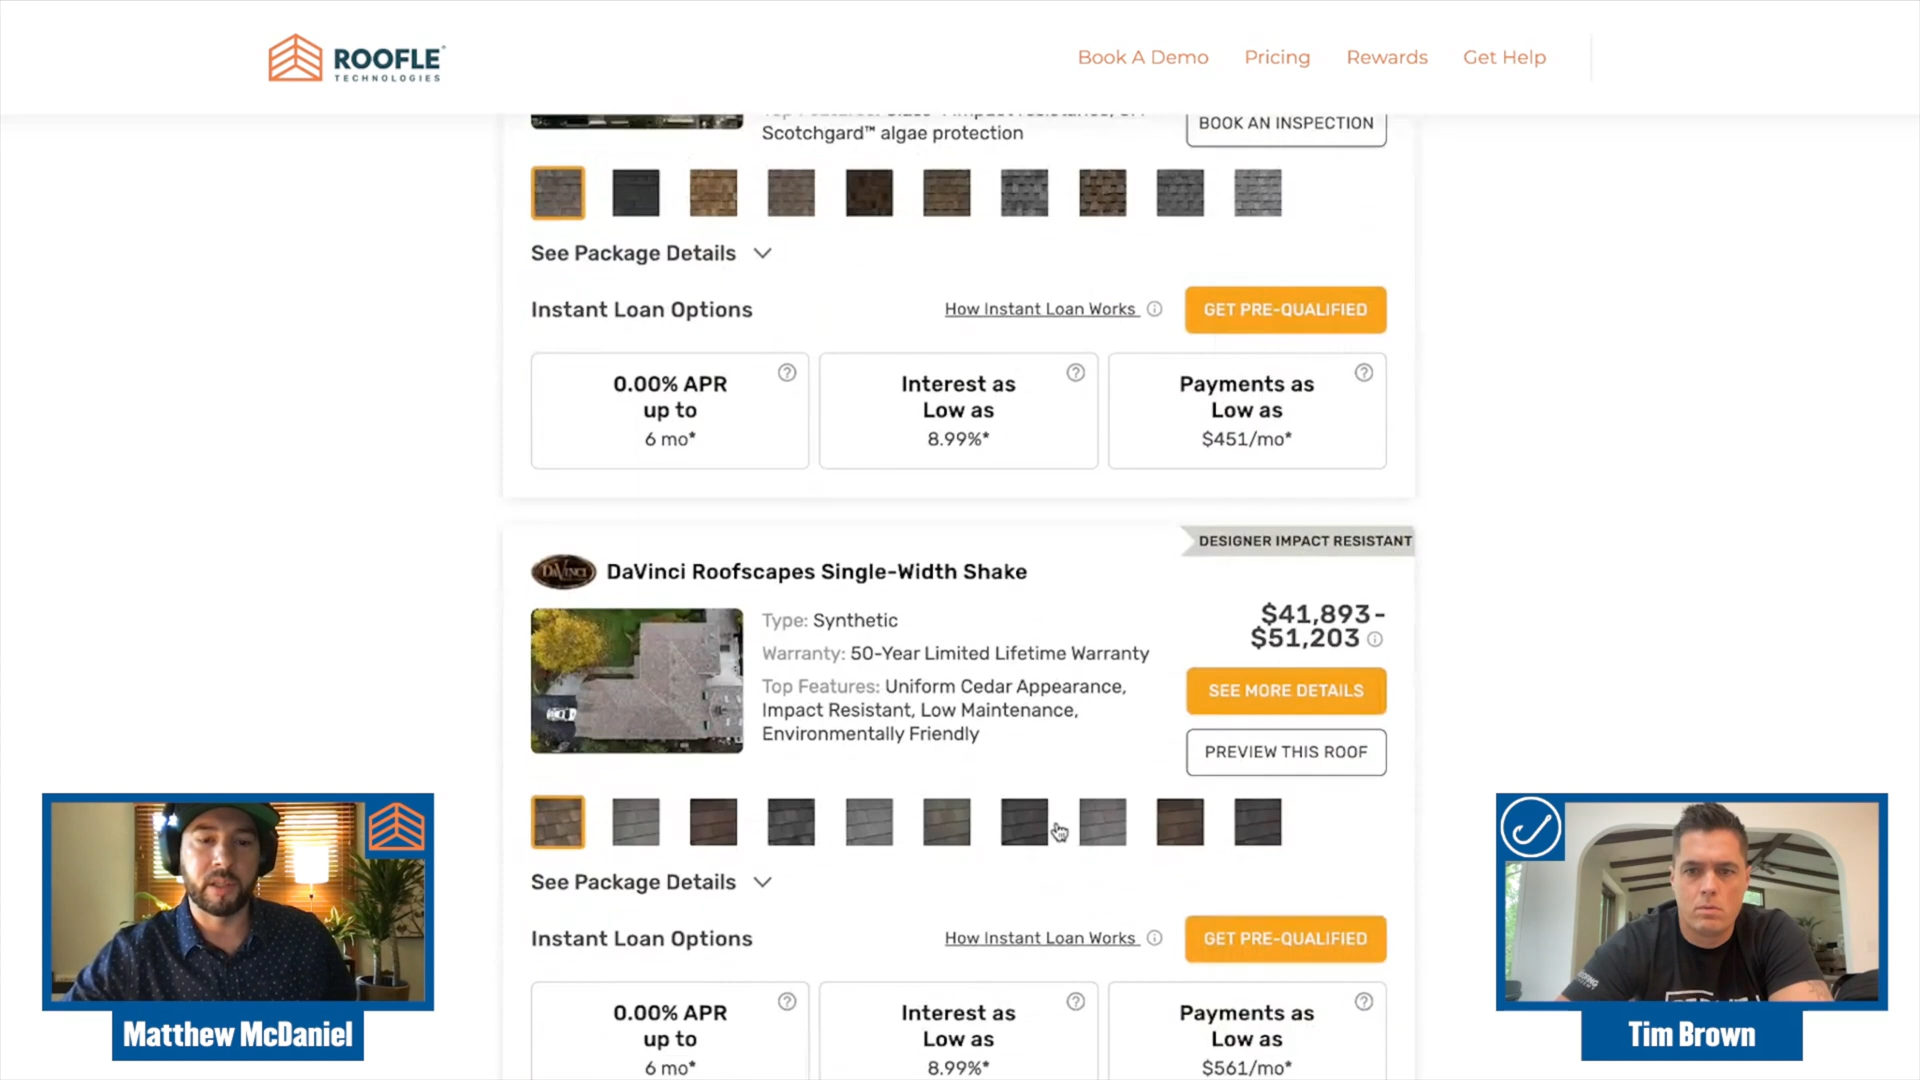 ROOFLE
TECHNOLOGIES
Book A Demo
Pricing
Rewards
Get Help
Scotchgard™ algae protection
BOOK AN INSPECTION
See Package Details
Instant Loan Options
How Instant Loan Works
GET PRE-QUALIFIED
0.00% APR
up to
6 mo*
Interest as
Low as
8.99%*
Payments as
Low as
$451/mo*
DESIGNER IMPACT RESISTANT
DAVINCI
DaVinci Roofscapes Single-Width Shake
Type: Synthetic
Warranty: 50-Year Limited Lifetime Warranty
Top Features: Uniform Cedar Appearance,
Impact Resistant, Low Maintenance,
Environmentally Friendly
$41,893-
$51,203
SEE MORE DETAILS
PREVIEW THIS ROOF
See Package Details
Instant Loan Options
How Instant Loan Works
GET PRE-QUALIFIED
0.00% APR
up to
6 mo*
Interest as
Low as
8.99%*
Payments as
Low as
$561/mo*
Matthew McDaniel
Tim Brown